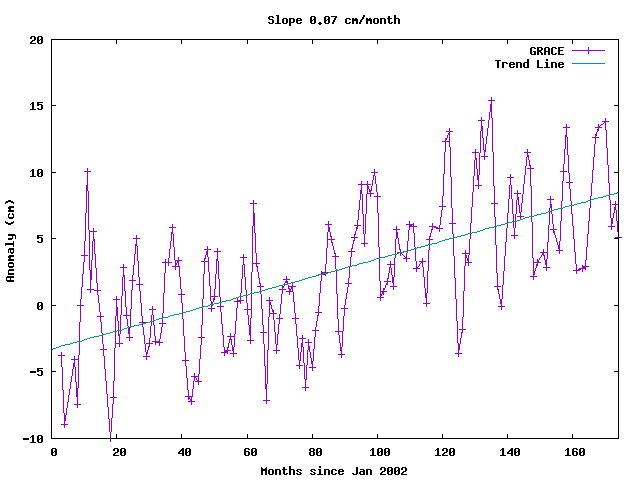 Slope 0.07 cm/month
GRACE
Trend Line
20
15
10
5
0
-5
-10
Anomaly (cm)
0 20 40 60 80 100 120 140 160
Months since Jan 2002